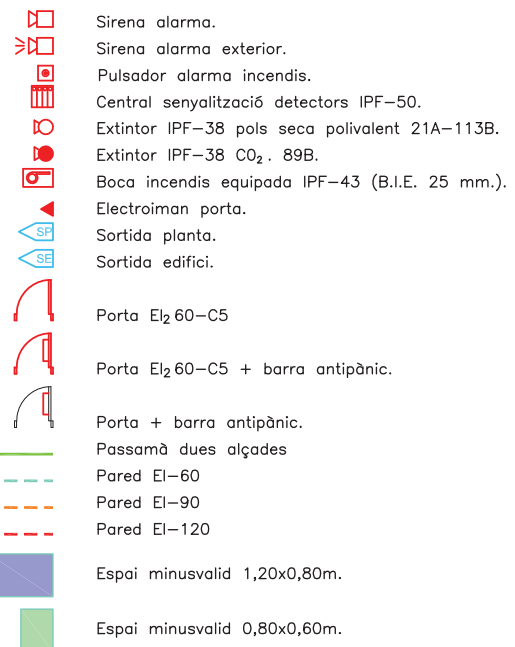 Sirena alarma.
Sirena alarma exterior.
Pulsador alarma incendis.
Central senyalització detectors IPF-50.
Extintor IPF-38 pols seca polivalent 21A-113B.
Extintor IPF-38 CO₂. 89B.
Boca incendis equipada IPF-43 (B.I.E. 25 mm.).
Electroiman porta.
SP Sortida planta.
SE Sortida edifici.
Porta EI₂ 60-C5
Porta EI₂ 60-C5 + barra antipànic.
Porta + barra antipànic.
Passamà dues alçades
Pared EI-60
Pared EI-90
Pared EI-120
Espai minusvalid 1,20x0,80m.
Espai minusvalid 0,80x0,60m.